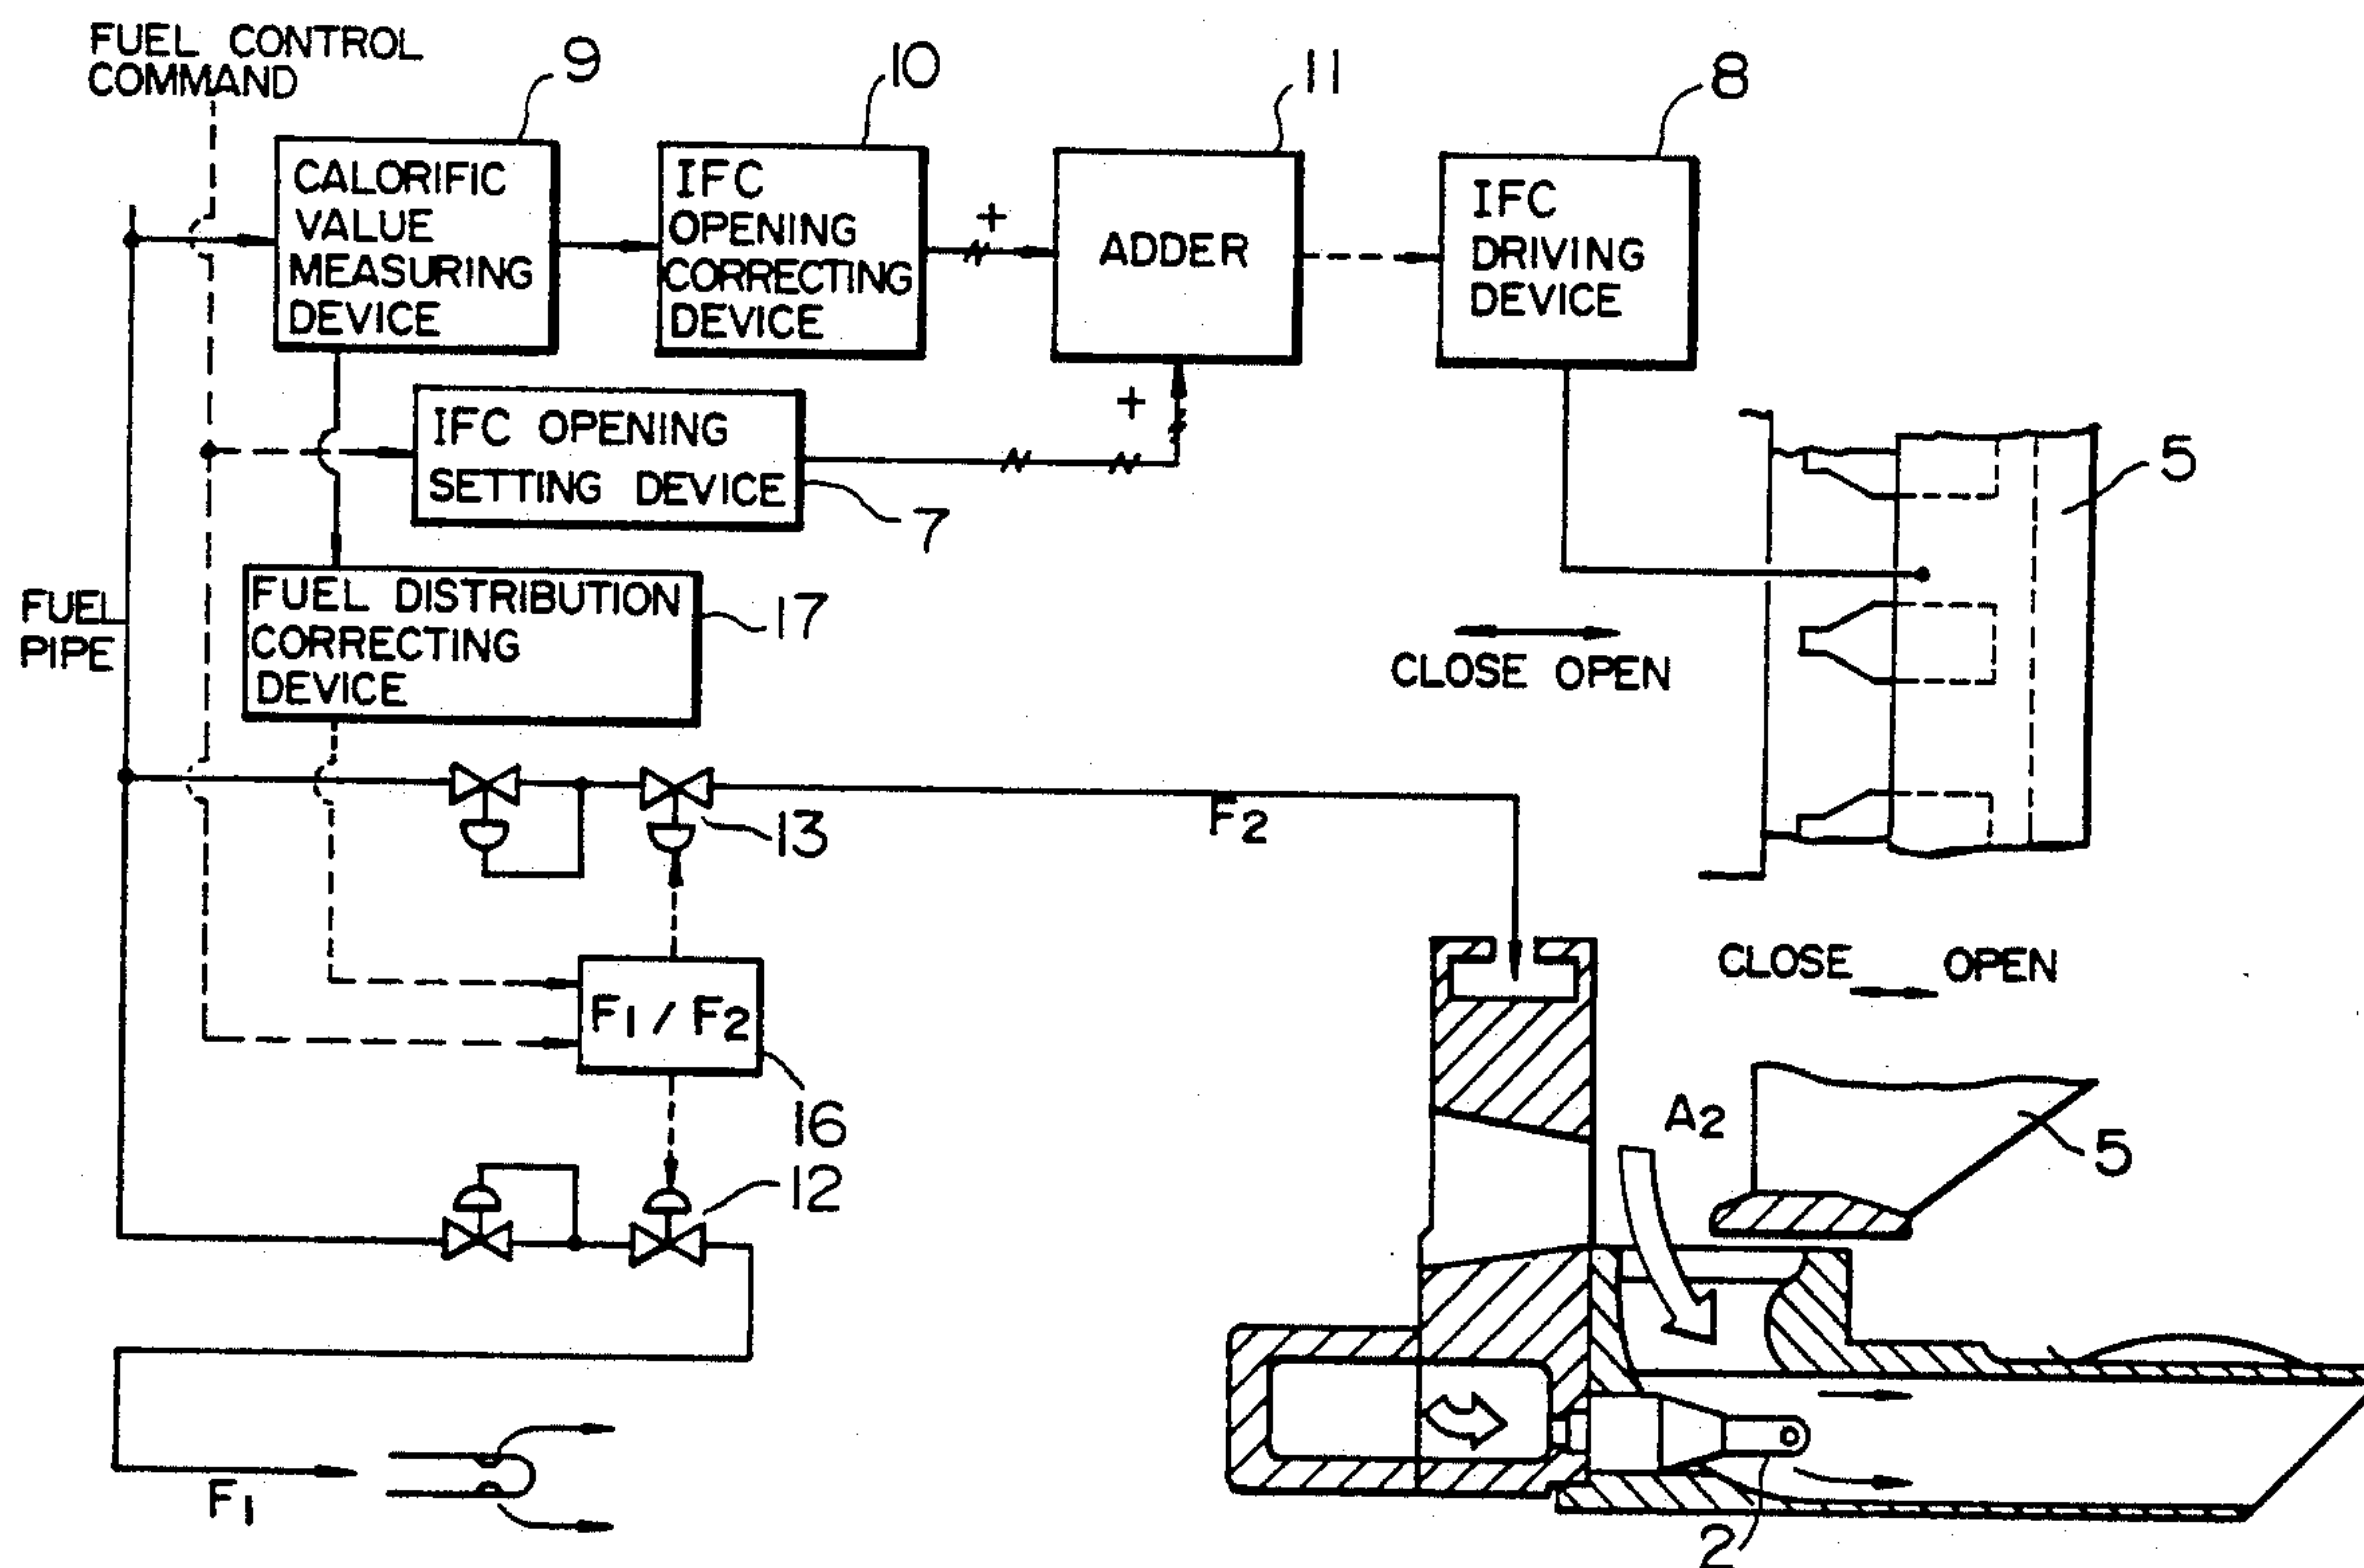 FUEL CONTROL
COMMAND
9
10
11
8
CALORIFIC
VALUE
MEASURING
DEVICE
IFC
OPENING
CORRECTING
DEVICE
+
ADDER
IFC
DRIVING
DEVICE
+
IFC OPENING
SETTING DEVICE
7
5
FUEL
PIPE
FUEL DISTRIBUTION
CORRECTING
DEVICE
17
CLOSE OPEN
13
F2
CLOSE OPEN
F1 / F2
16
A2
5
12
F1
2